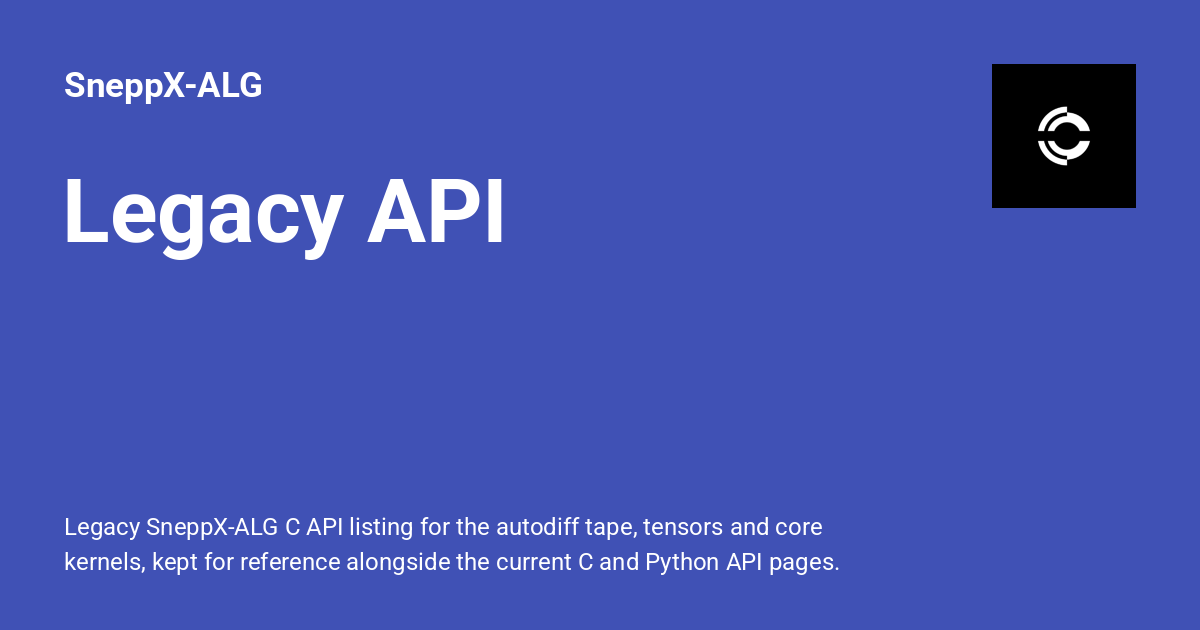 SneppX-ALG
Legacy API
Legacy SneppX-ALG C API listing for the autodiff tape, tensors and core
kernels, kept for reference alongside the current C and Python API pages.